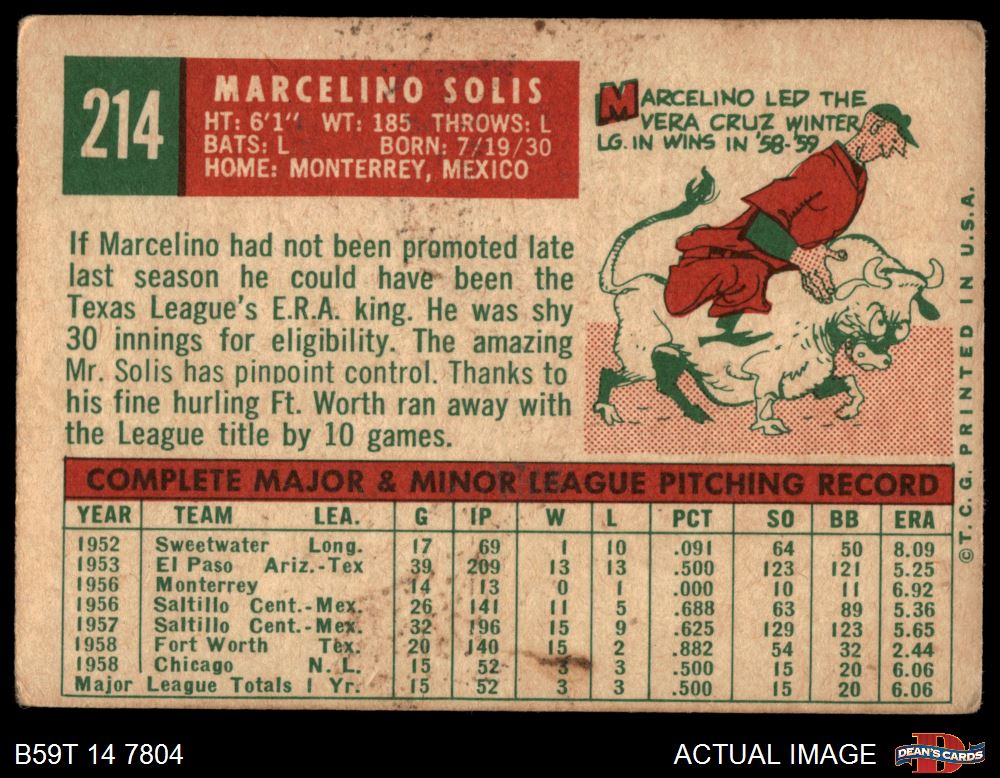 214
MARCELINO SOLIS
HT: 6'1" WT: 185 THROWS: L
BATS: L BORN: 7/19/30
HOME: MONTERREY, MEXICO
MARCELINO LED THE
VERA CRUZ WINTER
LG. IN WINS IN '58-'59
If Marcelino had not been promoted late
last season he could have been the
Texas League's E.R.A. king. He was shy
30 innings for eligibility. The amazing
Mr. Solis has pinpoint control. Thanks to
his fine hurling Ft. Worth ran away with
the League title by 10 games.
COMPLETE MAJOR & MINOR LEAGUE PITCHING RECORD
YEAR TEAM LEA. G IP W L PCT SO BB ERA
1952 Sweetwater Long. 17 69 1 10 .091 64 50 8.09
1953 El Paso Ariz.-Tex 39 209 13 13 .500 123 121 5.25
1956 Monterrey 14 13 0 1 .000 10 11 6.92
1956 Saltillo Cent.-Mex. 26 141 11 5 .688 63 89 5.36
1957 Saltillo Cent.-Mex. 32 196 15 9 .625 129 123 5.65
1958 Fort Worth Tex. 20 140 15 2 .882 54 32 2.44
1958 Chicago N. L. 15 52 3 3 .500 15 20 6.06
Major League Totals 1 Yr. 15 52 3 3 .500 15 20 6.06
©T.C.G. PRINTED IN U.S.A.
B59T 14 7804
ACTUAL IMAGE
DEAN'S CARDS